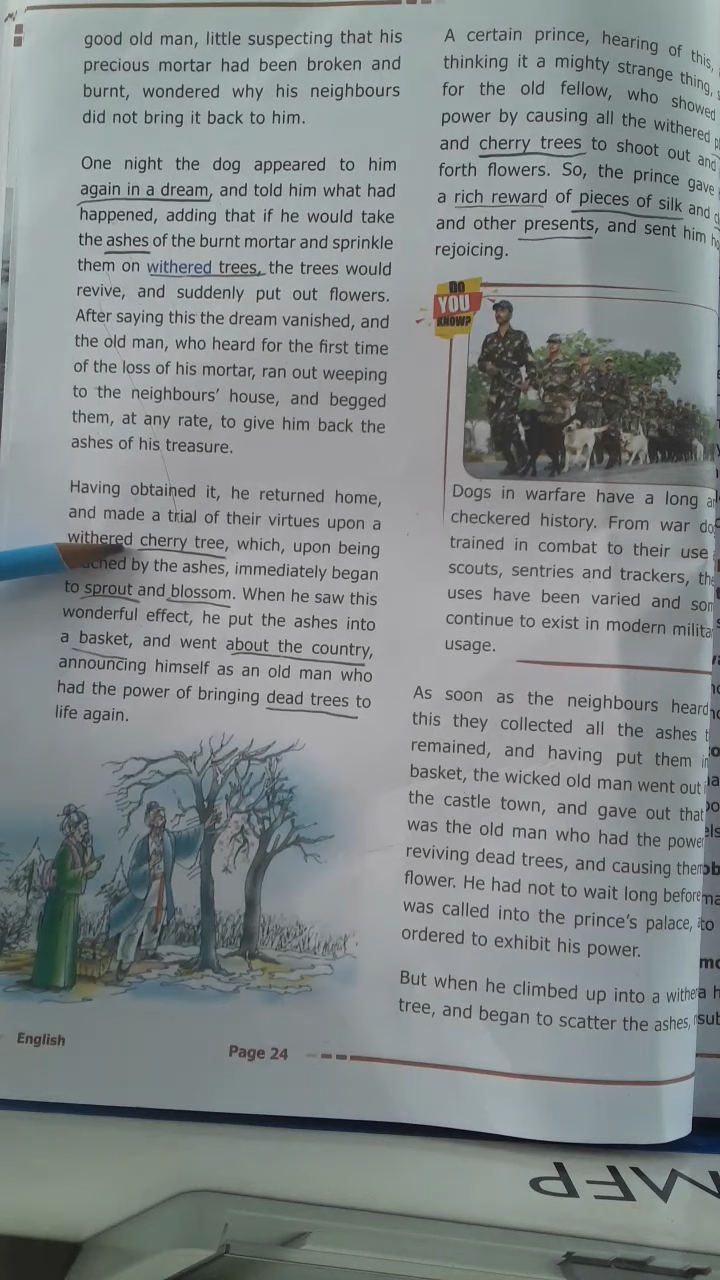 good old man, little suspecting that his
precious mortar had been broken and
burnt, wondered why his neighbours
did not bring it back to him.
One night the dog appeared to him
again in a dream, and told him what had
happened, adding that if he would take
the ashes of the burnt mortar and sprinkle
them on withered trees, the trees would
revive, and suddenly put out flowers.
After saying this the dream vanished, and
the old man, who heard for the first time
of the loss of his mortar, ran out weeping
to the neighbours' house, and begged
them, at any rate, to give him back the
ashes of his treasure.
Having obtained it, he returned home,
and made a trial of their virtues upon a
withered cherry tree, which, upon being
by the ashes, immediately began
to sprout and blossom. When he saw this
wonderful effect, he put the ashes into
a basket, and went about the country,
announcing himself as an old man who
had the power of bringing dead trees to
life again.
English
Page 24
A certain prince, hearing of this,
thinking it a mighty strange thing,
for the old fellow, who showed
power by causing all the withered
and cherry trees to shoot out and
forth flowers. So, the prince gave
a rich reward of pieces of silk and
and other presents, and sent him
rejoicing.
DO
YOU
KNOW?
Dogs in warfare have a long
checkered history. From war
trained in combat to their use
scouts, sentries and trackers,
uses have been varied and
continue to exist in modern
usage.
As soon as the neighbours heard
this they collected all the ashes
remained, and having put them
basket, the wicked old man went out
the castle town, and gave out that
was the old man who had the
reviving dead trees, and causing
flower. He had not to wait long before
was called into the prince's palace,
ordered to exhibit his power.
But when he climbed up into a
tree, and began to scatter the ashes,
MFP